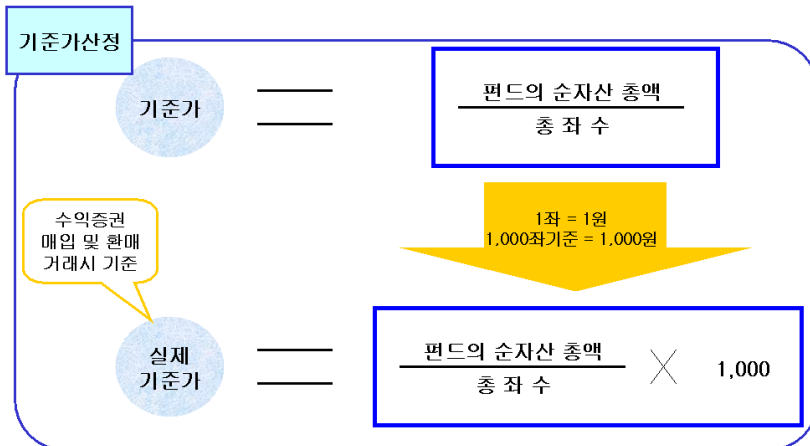 기준가산정
기준가
펀드의 순자산 총액
총 좌 수
1좌 = 1원
1,000좌기준 = 1,000원
수익증권
매입 및 환매
거래시 기준
실제
기준가
펀드의 순자산 총액
총 좌 수
1,000